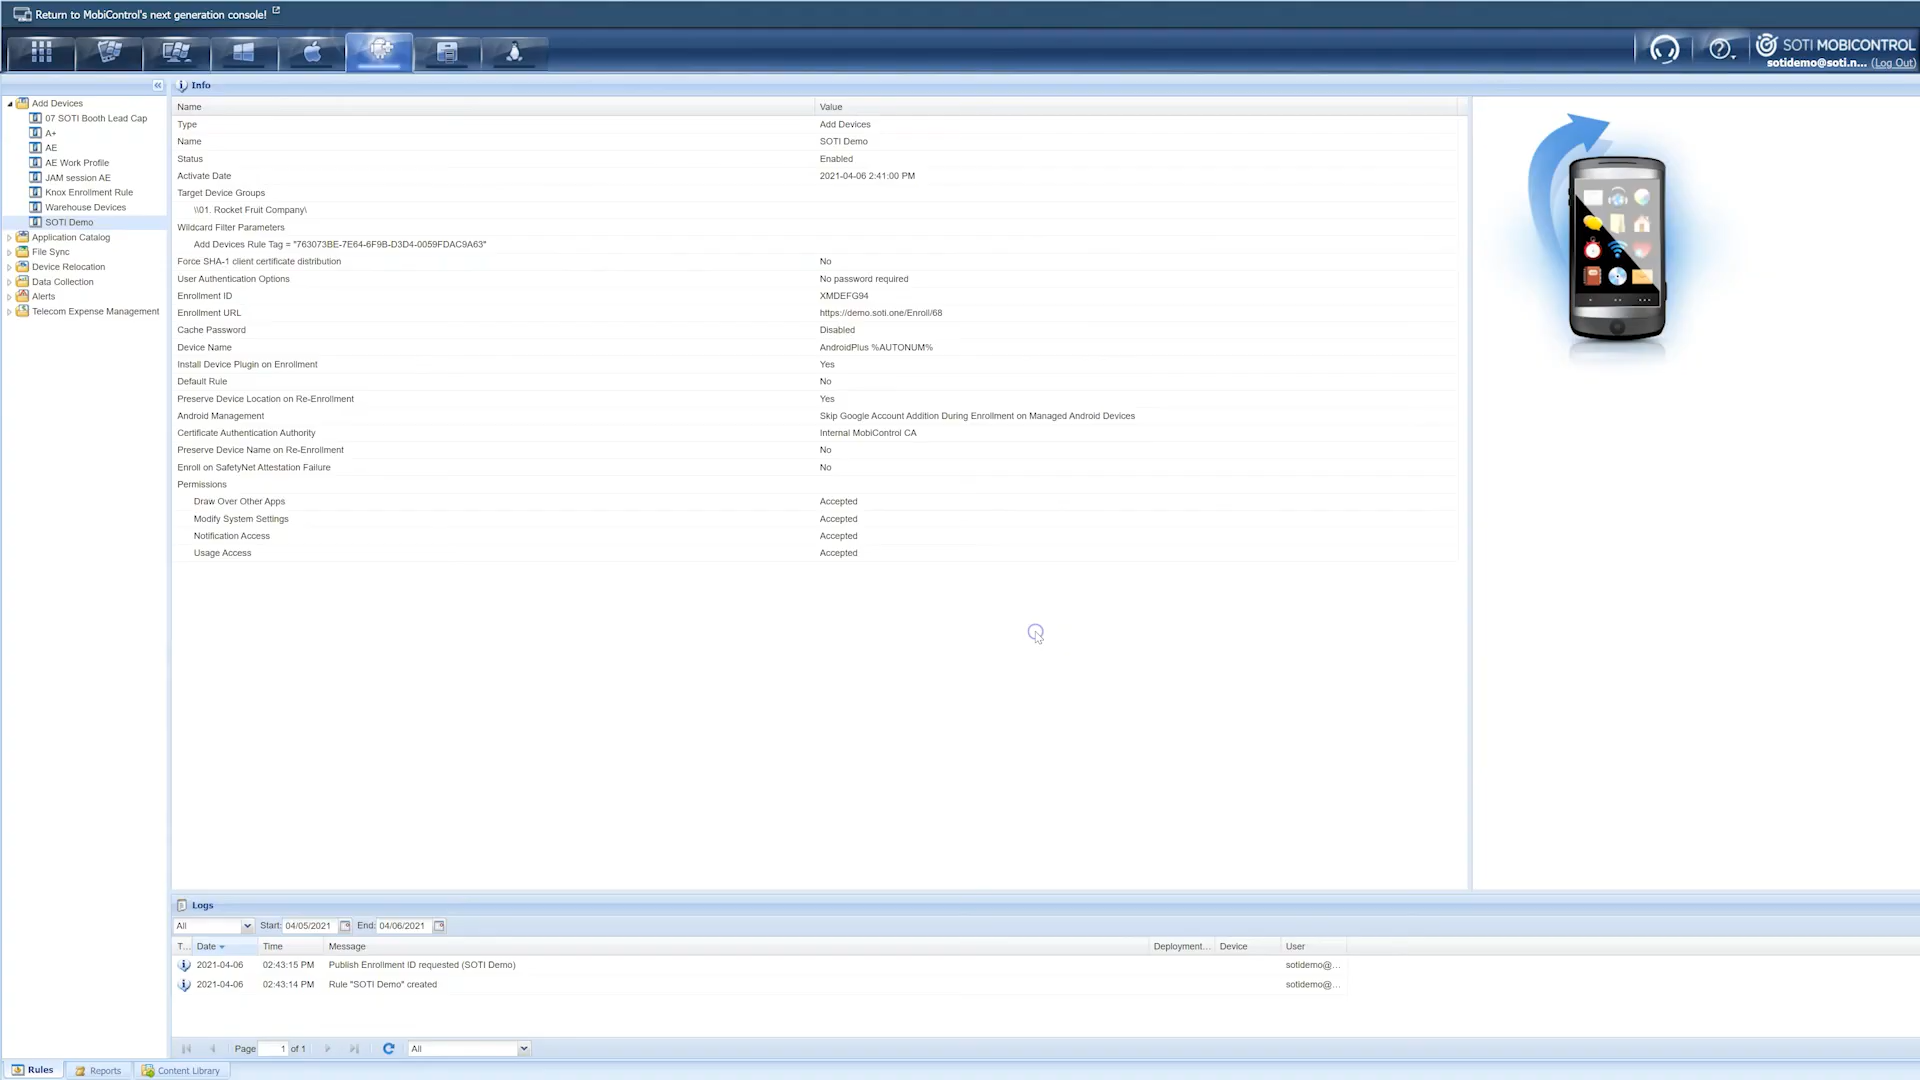 Return to MobiControl's next generation console!
SOTI MOBICONTROL
sotidemo@soti.n... (Log Out)
Add Devices
07 SOTI Booth Lead Cap
A+
AE
AE Work Profile
JAM session AE
Knox Enrollment Rule
Warehouse Devices
SOTI Demo
Application Catalog
File Sync
Device Relocation
Data Collection
Alerts
Telecom Expense Management
Info
Name Value
Type Add Devices
Name SOTI Demo
Status Enabled
Activate Date 2021-04-06 2:41:00 PM
Target Device Groups
\\01. Rocket Fruit Company\
Wildcard Filter Parameters
Add Devices Rule Tag = "763073BE-7E64-6F9B-D3D4-0059FDAC9A63"
Force SHA-1 client certificate distribution No
User Authentication Options No password required
Enrollment ID XMDEFG94
Enrollment URL https://demo.soti.one/Enroll/68
Cache Password Disabled
Device Name AndroidPlus %AUTONUM%
Install Device Plugin on Enrollment Yes
Default Rule No
Preserve Device Location on Re-Enrollment Yes
Android Management Skip Google Account Addition During Enrollment on Managed Android Devices
Certificate Authentication Authority Internal MobiControl CA
Preserve Device Name on Re-Enrollment No
Enroll on SafetyNet Attestation Failure No
Permissions
Draw Over Other Apps Accepted
Modify System Settings Accepted
Notification Access Accepted
Usage Access Accepted
Logs
All Start: 04/05/2021 End: 04/06/2021
T... Date Time Message Deployment... Device User
2021-04-06 02:43:15 PM Publish Enrollment ID requested (SOTI Demo) sotidemo@...
2021-04-06 02:43:14 PM Rule "SOTI Demo" created sotidemo@...
Page 1 of 1 All
Rules Reports Content Library